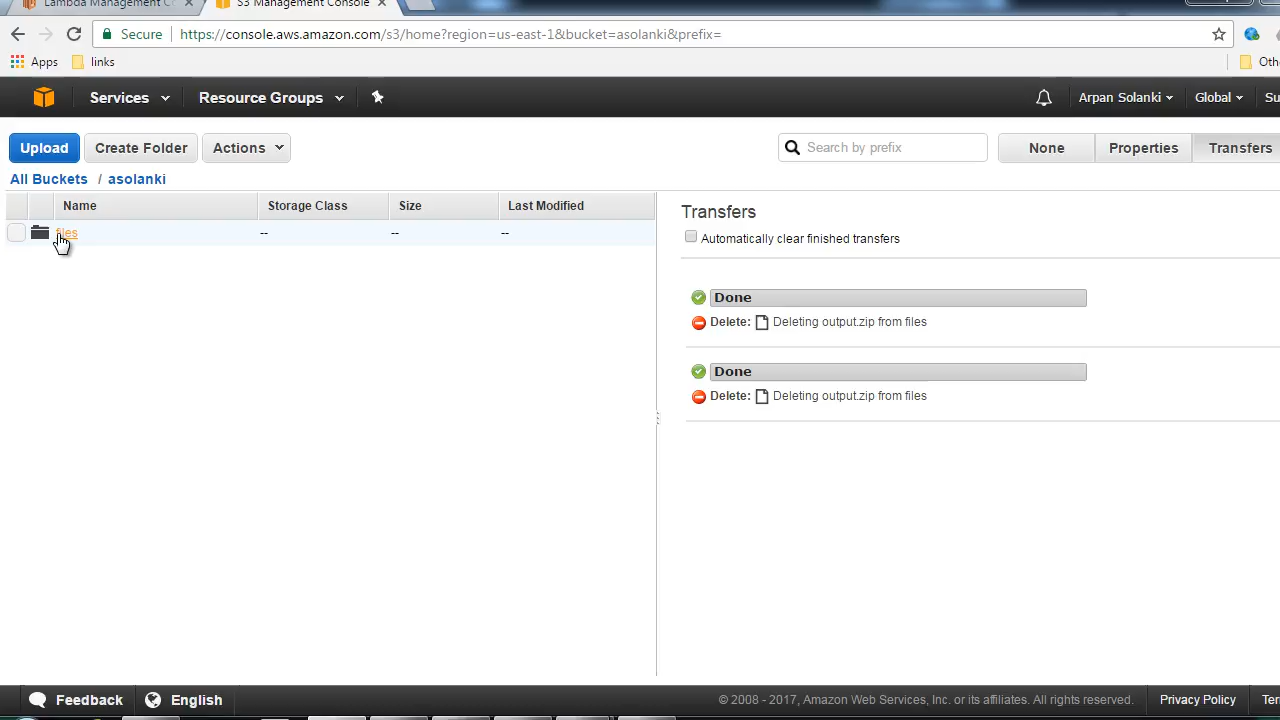 Lambda Management C
S3 Management Console
Secure
https://console.aws.amazon.com/s3/home?region=us-east-1&bucket=asolanki&prefix=
Apps links
Services Resource Groups Arpan Solanki Global
Upload Create Folder Actions Search by prefix None Properties Transfers
All Buckets / asolanki
Name Storage Class Size Last Modified
files -- -- --
Transfers
Automatically clear finished transfers
Done
Delete: Deleting output.zip from files
Done
Delete: Deleting output.zip from files
Feedback English © 2008 - 2017, Amazon Web Services, Inc. or its affiliates. All rights reserved. Privacy Policy